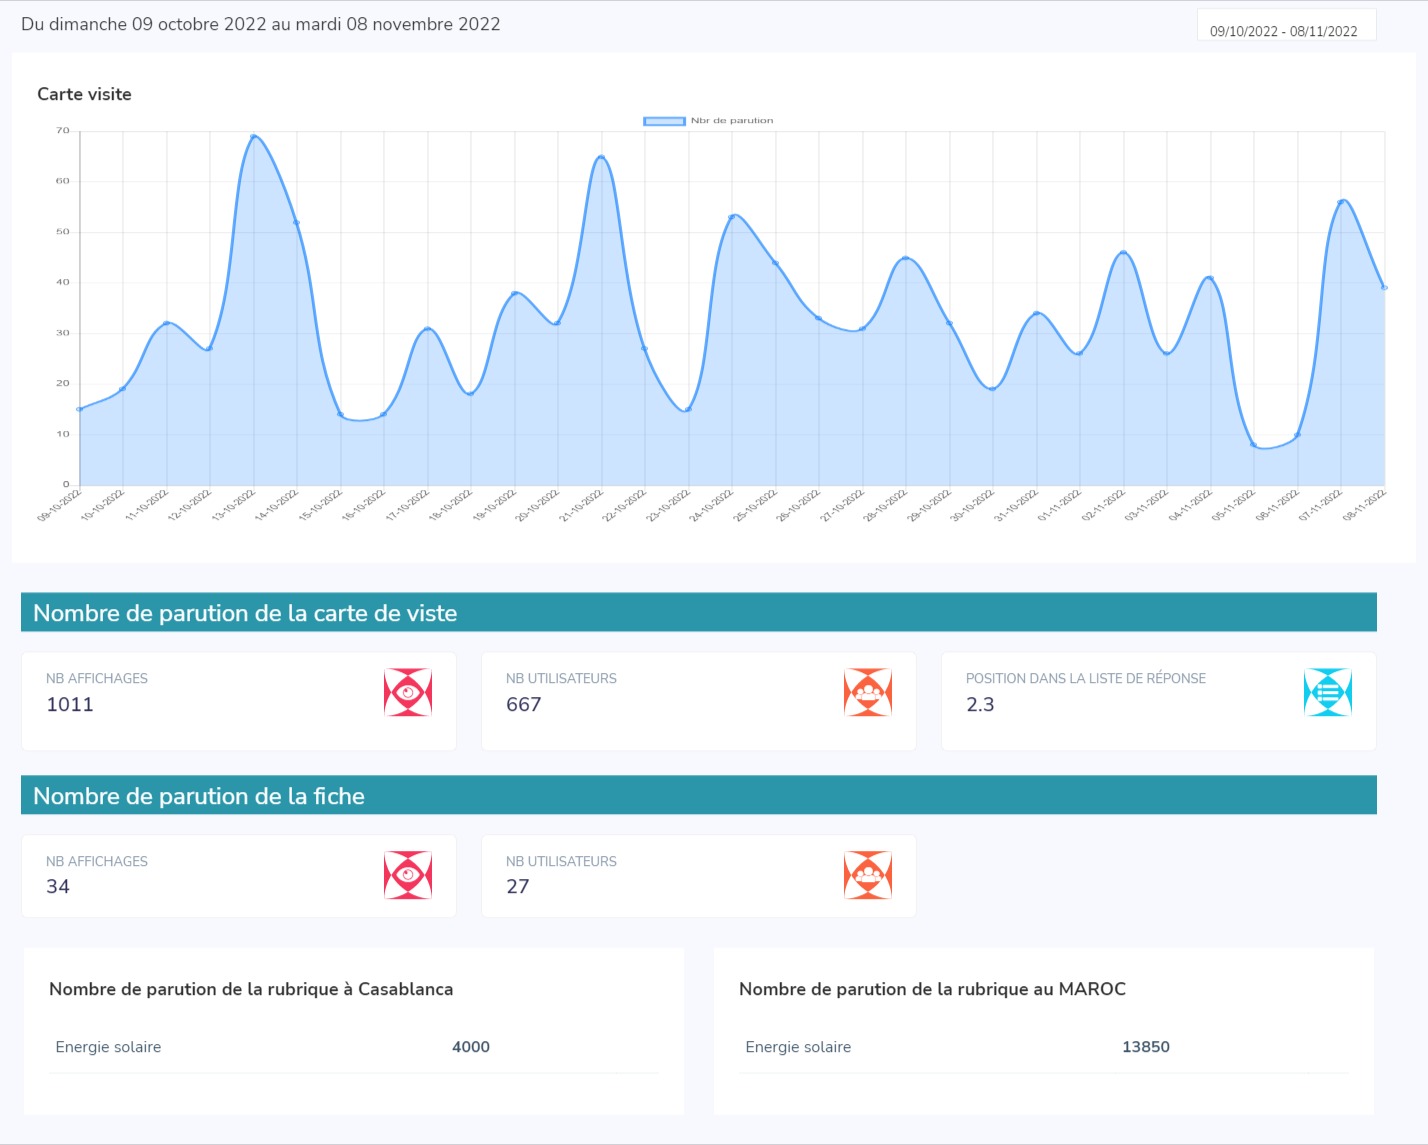 Du dimanche 09 octobre 2022 au mardi 08 novembre 2022
09/10/2022 - 08/11/2022
Carte visite
Nbr de parution
70
60
50
40
30
20
10
0
09-10-2022
10-10-2022
11-10-2022
12-10-2022
13-10-2022
14-10-2022
15-10-2022
16-10-2022
17-10-2022
18-10-2022
19-10-2022
20-10-2022
21-10-2022
22-10-2022
23-10-2022
24-10-2022
25-10-2022
26-10-2022
27-10-2022
28-10-2022
29-10-2022
30-10-2022
31-10-2022
01-11-2022
02-11-2022
03-11-2022
04-11-2022
05-11-2022
06-11-2022
07-11-2022
08-11-2022
Nombre de parution de la carte de viste
NB AFFICHAGES
1011
NB UTILISATEURS
667
POSITION DANS LA LISTE DE RÉPONSE
2.3
Nombre de parution de la fiche
NB AFFICHAGES
34
NB UTILISATEURS
27
Nombre de parution de la rubrique à Casablanca
Energie solaire 4000
Nombre de parution de la rubrique au MAROC
Energie solaire 13850